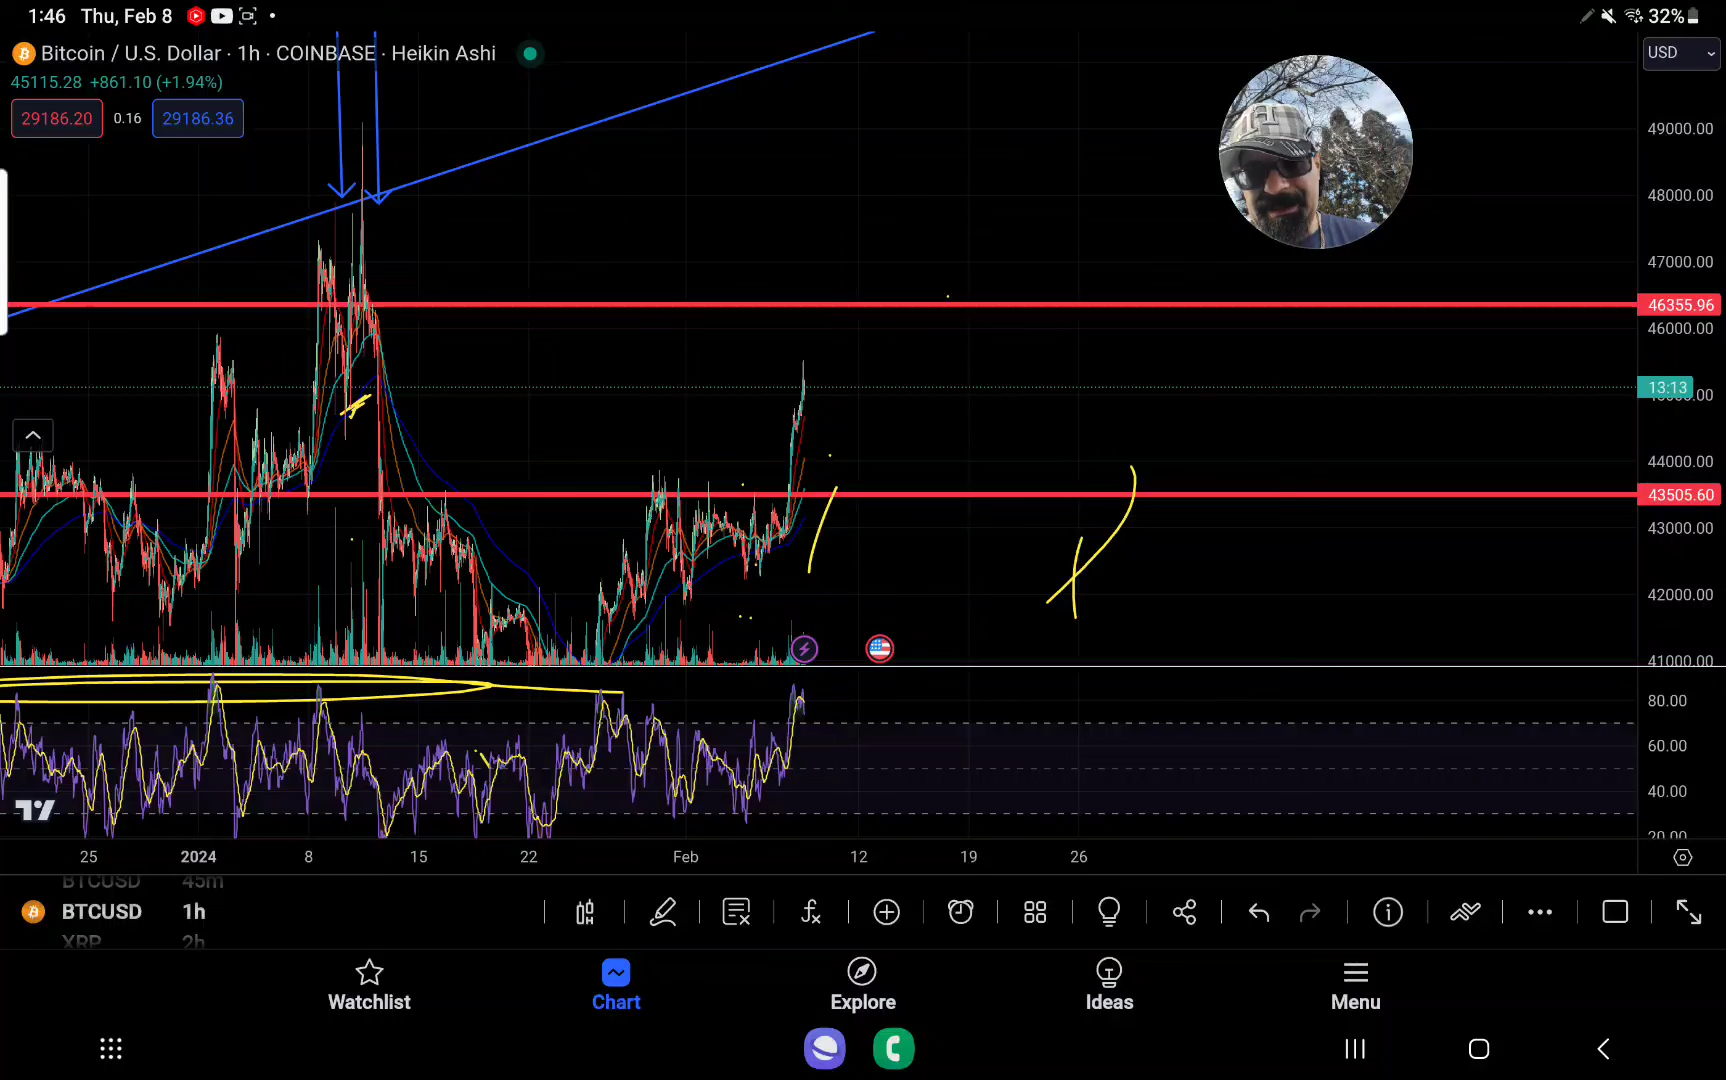 1:46 Thu, Feb 8 32%
Bitcoin / U.S. Dollar · 1h · COINBASE · Heikin Ashi
USD
45115.28 +861.10 (+1.94%)
29186.20 0.16 29186.36
49000.00
48000.00
47000.00
46355.96
46000.00
13:13
44000.00
43505.60
43000.00
42000.00
41000.00
80.00
60.00
40.00
20.00
25 2024 8 15 22 Feb 12 19 26
BTCUSD 45m
BTCUSD 1h
XRP 2h
Watchlist Chart Explore Ideas Menu